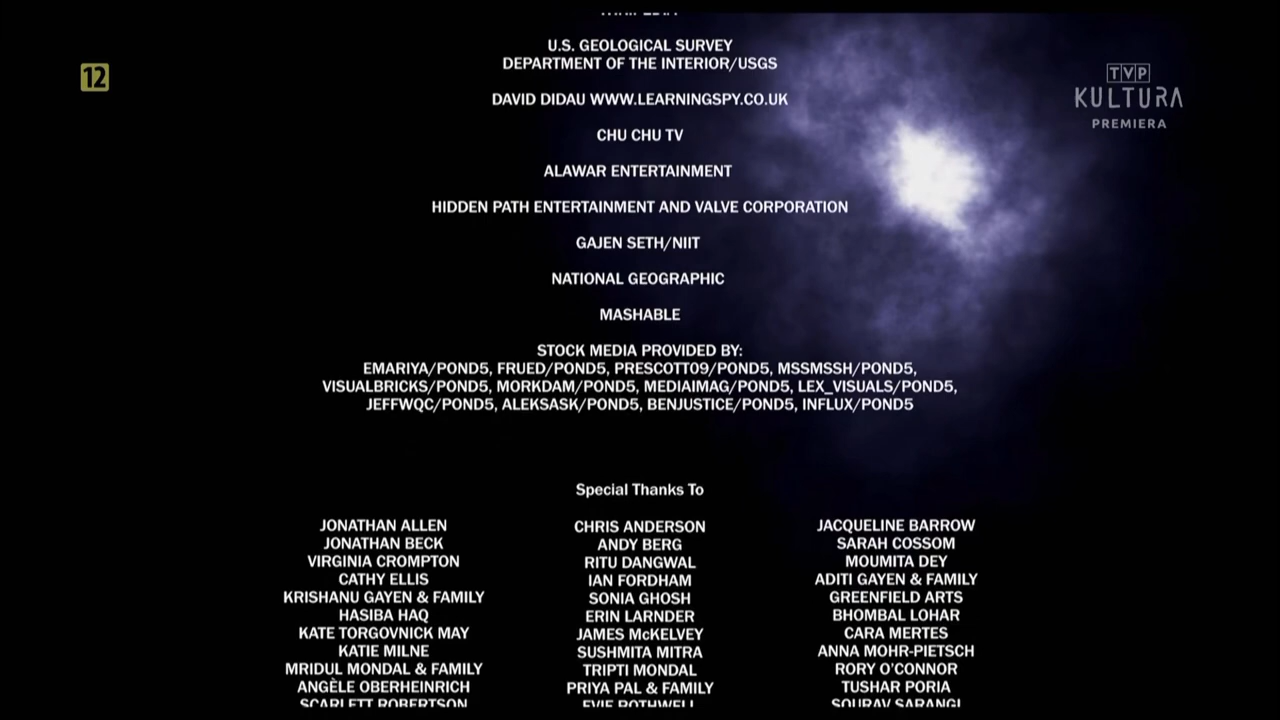 U.S. GEOLOGICAL SURVEY
DEPARTMENT OF THE INTERIOR/USGS
12
TVP
KULTURA
PREMIERA
DAVID DIDAU WWW.LEARNINGSPY.CO.UK
CHU CHU TV
ALAWAR ENTERTAINMENT
HIDDEN PATH ENTERTAINMENT AND VALVE CORPORATION
GAJEN SETH/NIIT
NATIONAL GEOGRAPHIC
MASHABLE
STOCK MEDIA PROVIDED BY:
EMARIYA/POND5, FRUED/POND5, PRESCOTT09/POND5, MSSMSSH/POND5,
VISUALBRICKS/POND5, MORKDAM/POND5, MEDIAIMAG/POND5, LEX_VISUALS/POND5,
JEFFWQC/POND5, ALEKSASK/POND5, BENJUSTICE/POND5, INFLUX/POND5
Special Thanks To
JONATHAN ALLEN
JONATHAN BECK
VIRGINIA CROMPTON
CATHY ELLIS
KRISHANU GAYEN & FAMILY
HASIBA HAQ
KATE TORGOVNICK MAY
KATIE MILNE
MRIDUL MONDAL & FAMILY
ANGÈLE OBERHEINRICH
SCARLETT ROBERTSON
CHRIS ANDERSON
ANDY BERG
RITU DANGWAL
IAN FORDHAM
SONIA GHOSH
ERIN LARNDER
JAMES McKELVEY
SUSHMITA MITRA
TRIPTI MONDAL
PRIYA PAL & FAMILY
EVIE ROTHWELL
JACQUELINE BARROW
SARAH COSSOM
MOUMITA DEY
ADITI GAYEN & FAMILY
GREENFIELD ARTS
BHOMBAL LOHAR
CARA MERTES
ANNA MOHR-PIETSCH
RORY O'CONNOR
TUSHAR PORIA
SOURAV SARANGI